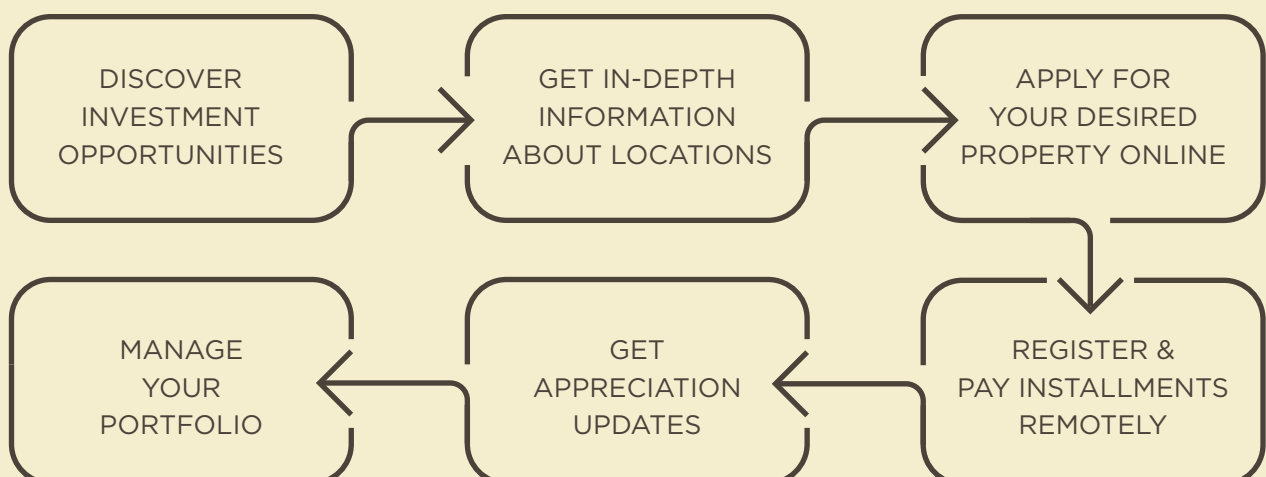 DISCOVER
INVESTMENT
OPPORTUNITIES
GET IN-DEPTH
INFORMATION
ABOUT LOCATIONS
APPLY FOR
YOUR DESIRED
PROPERTY ONLINE
REGISTER &
PAY INSTALLMENTS
REMOTELY
GET
APPRECIATION
UPDATES
MANAGE
YOUR
PORTFOLIO